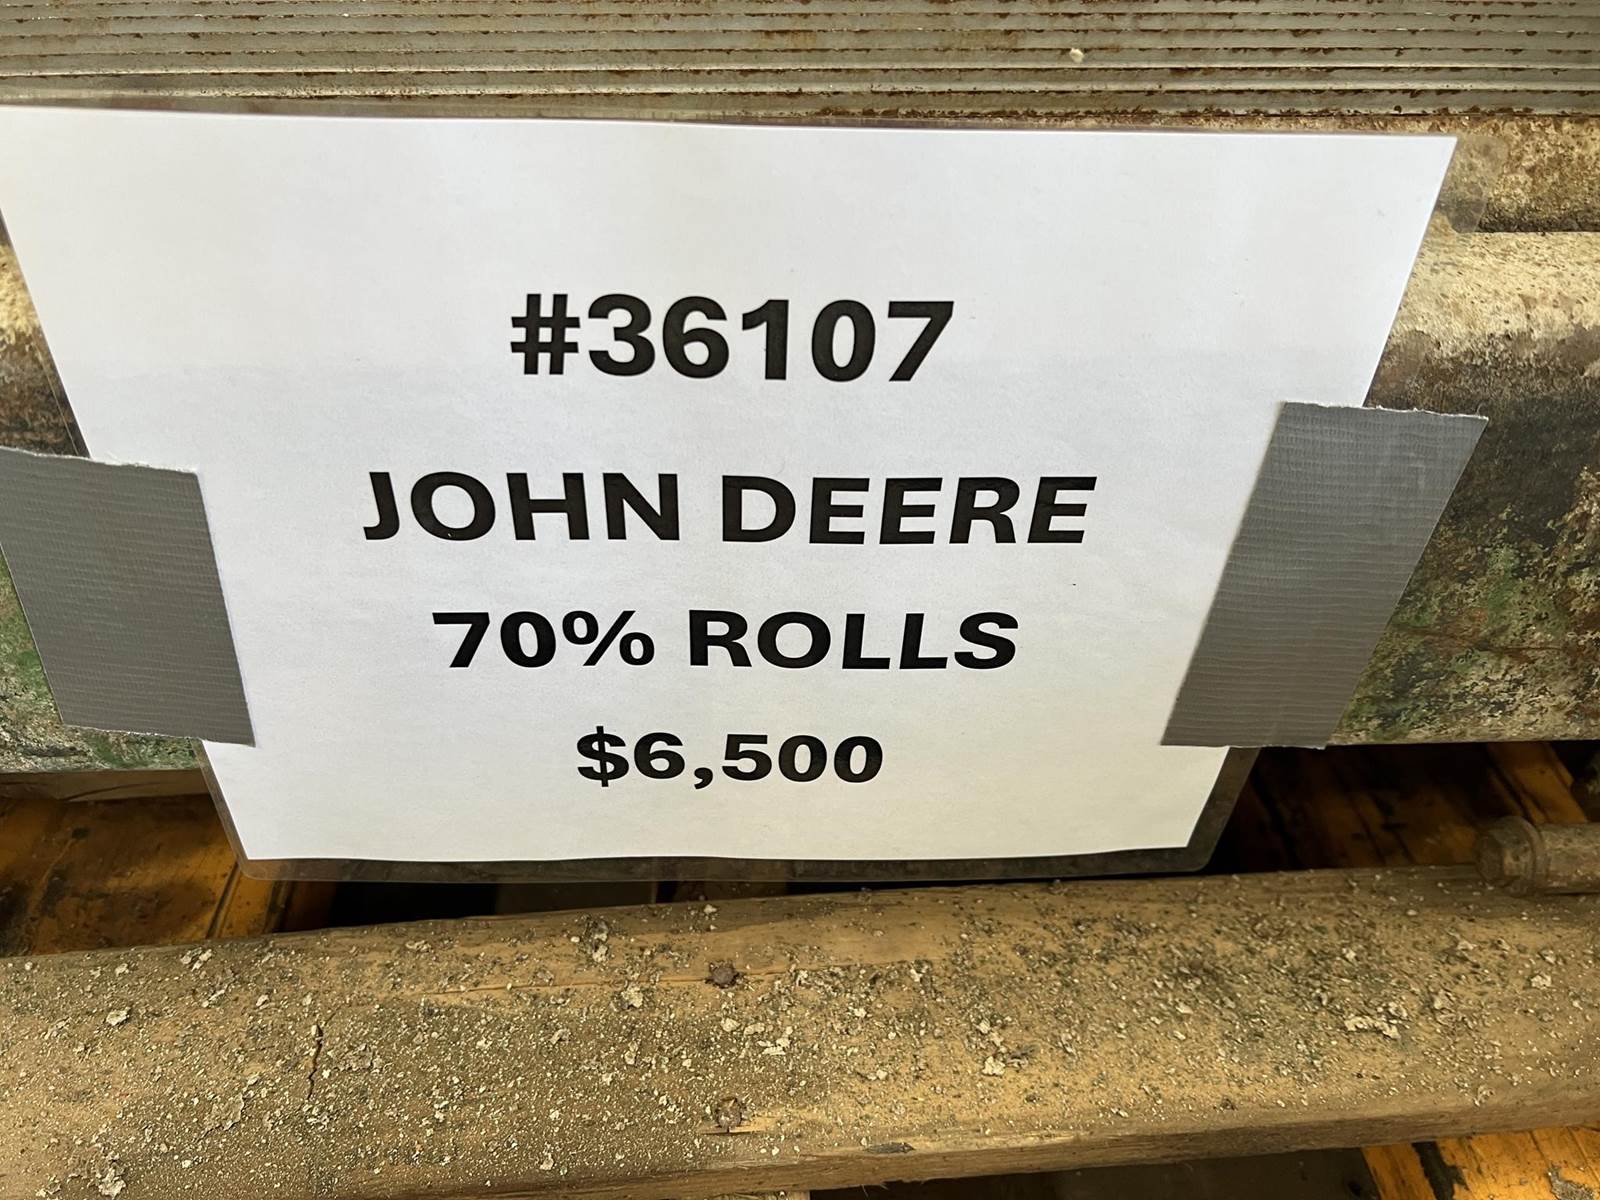 #36107
JOHN DEERE
70% ROLLS
$6,500